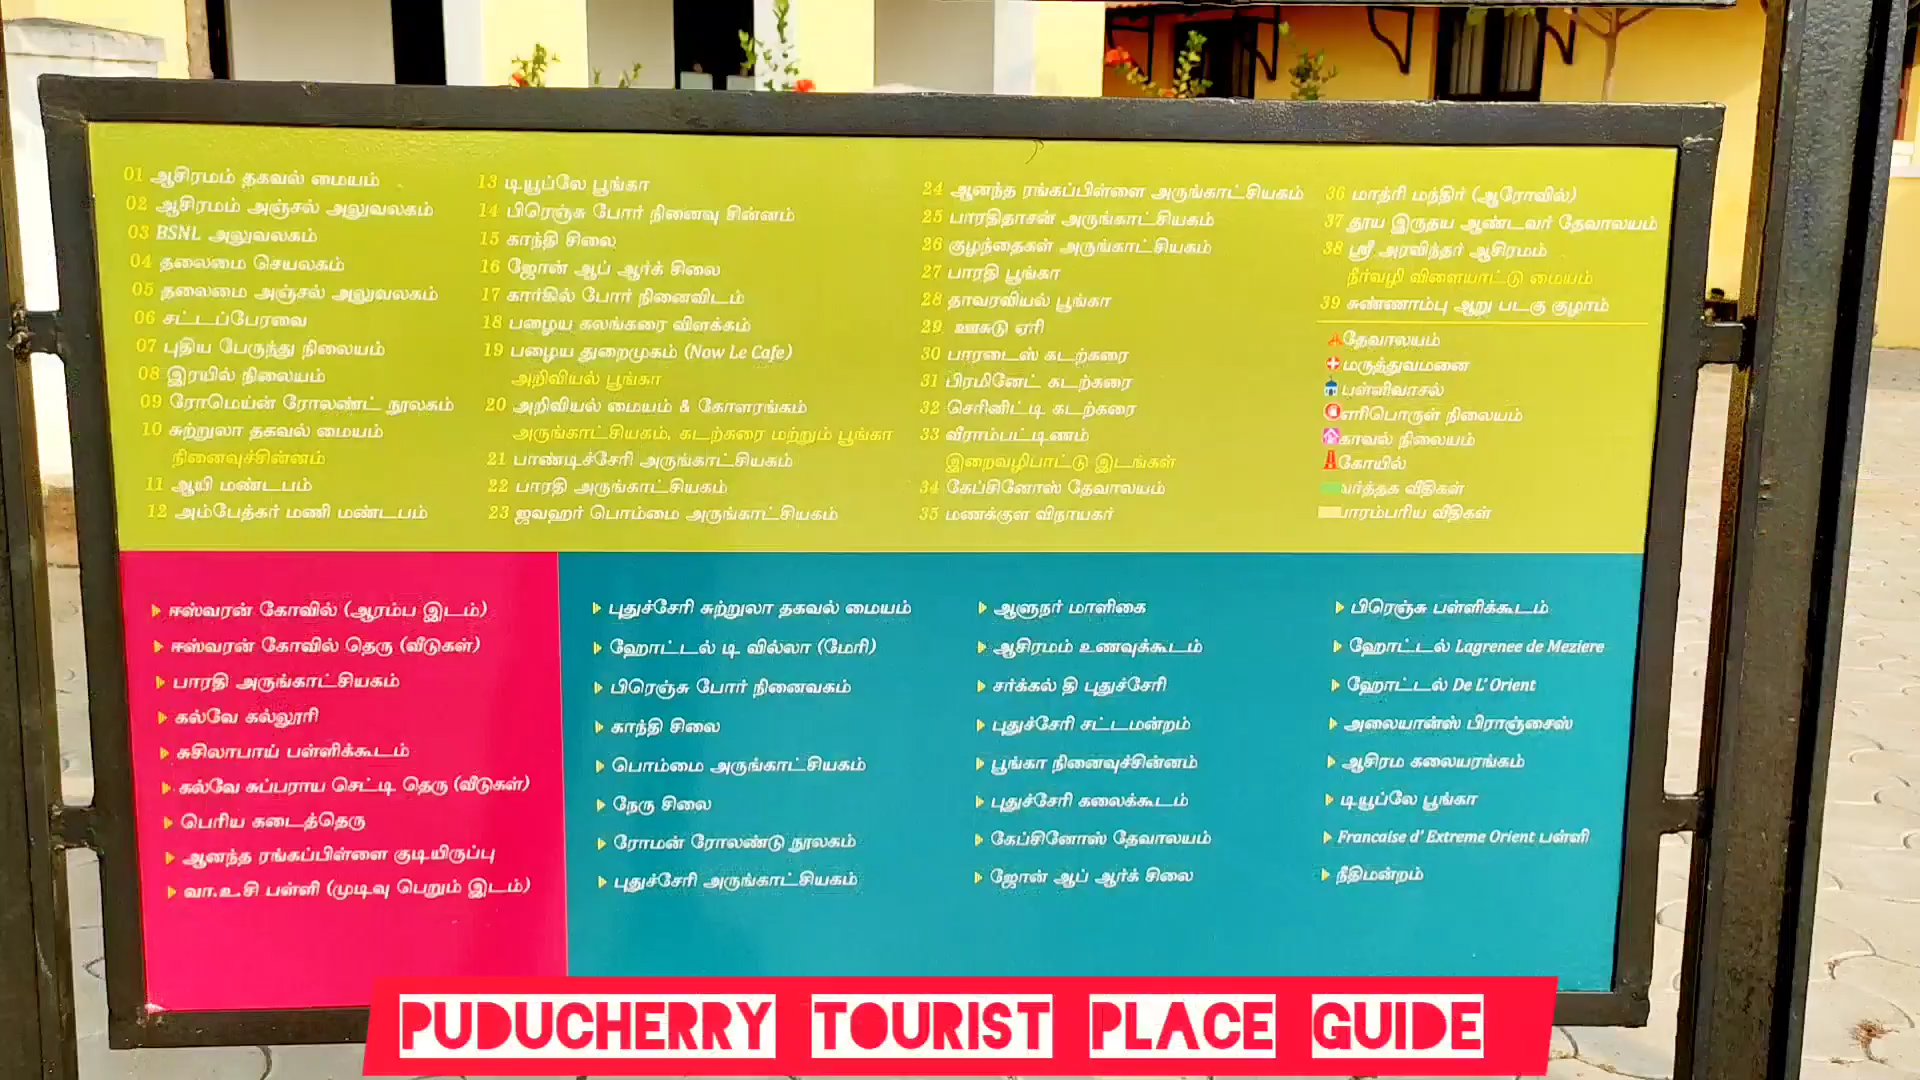 01 ஆசிரமம் தகவல் மையம்
02 ஆசிரமம் அஞ்சல் அலுவலகம்
03 BSNL அலுவலகம்
04 தலைமை செயலகம்
05 தலைமை அஞ்சல் அலுவலகம்
06 சட்டப்பேரவை
07 புதிய பேருந்து நிலையம்
08 இரயில் நிலையம்
09 ரோமெய்ன் ரோலண்ட் நூலகம்
10 சுற்றுலா தகவல் மையம்
நினைவுச்சின்னம்
11 ஆயி மண்டபம்
12 அம்பேத்கர் மணி மண்டபம்
13 டியூப்லே பூங்கா
14 பிரெஞ்சு போர் நினைவு சின்னம்
15 காந்தி சிலை
16 ஜோன் ஆப் ஆர்க் சிலை
17 கார்கில் போர் நினைவிடம்
18 பழைய கலங்கரை விளக்கம்
19 பழைய துறைமுகம் (Now Le Cafe)
அறிவியல் பூங்கா
20 அறிவியல் மையம் & கோளரங்கம்
அருங்காட்சியகம், கடற்கரை மற்றும் பூங்கா
21 பாண்டிச்சேரி அருங்காட்சியகம்
22 பாரதி அருங்காட்சியகம்
23 ஜவஹர் பொம்மை அருங்காட்சியகம்
24 ஆனந்த ரங்கப்பிள்ளை அருங்காட்சியகம்
25 பாரதிதாசன் அருங்காட்சியகம்
26 குழந்தைகள் அருங்காட்சியகம்
27 பாரதி பூங்கா
28 தாவரவியல் பூங்கா
29 ஊசுடு ஏரி
30 பாரடைஸ் கடற்கரை
31 பிரமினேட் கடற்கரை
32 செரினிட்டி கடற்கரை
33 வீராம்பட்டிணம்
இறைவழிபாட்டு இடங்கள்
34 கேப்சினோஸ் தேவாலயம்
35 மணக்குள விநாயகர்
36 மாத்ரி மந்திர் (ஆரோவில்)
37 தூய இருதய ஆண்டவர் தேவாலயம்
38 ஸ்ரீ அரவிந்தர் ஆசிரமம்
நீர்வழி விளையாட்டு மையம்
39 சுண்ணாம்பு ஆறு படகு குழாம்
தேவாலயம்
மருத்துவமனை
பள்ளிவாசல்
எரிபொருள் நிலையம்
காவல் நிலையம்
கோயில்
வர்த்தக வீதிகள்
பாரம்பரிய வீதிகள்
ஈஸ்வரன் கோவில் (ஆரம்ப இடம்)
ஈஸ்வரன் கோவில் தெரு (வீடுகள்)
பாரதி அருங்காட்சியகம்
கல்வே கல்லூரி
சுசிலாபாய் பள்ளிக்கூடம்
கல்வே சுப்பராய செட்டி தெரு (வீடுகள்)
பெரிய கடைத்தெரு
ஆனந்த ரங்கப்பிள்ளை குடியிருப்பு
வா.உ.சி பள்ளி (முடிவு பெறும் இடம்)
புதுச்சேரி சுற்றுலா தகவல் மையம்
ஹோட்டல் டி வில்லா (மேரி)
பிரெஞ்சு போர் நினைவகம்
காந்தி சிலை
பொம்மை அருங்காட்சியகம்
நேரு சிலை
ரோமன் ரோலண்டு நூலகம்
புதுச்சேரி அருங்காட்சியகம்
ஆளுநர் மாளிகை
ஆசிரமம் உணவுக்கூடம்
சர்க்கல் தி புதுச்சேரி
புதுச்சேரி சட்டமன்றம்
பூங்கா நினைவுச்சின்னம்
புதுச்சேரி கலைக்கூடம்
கேப்சினோஸ் தேவாலயம்
ஜோன் ஆப் ஆர்க் சிலை
பிரெஞ்சு பள்ளிக்கூடம்
ஹோட்டல் Lagrenee de Meziere
ஹோட்டல் De L' Orient
அலையான்ஸ் பிராஞ்சைஸ்
ஆசிரம கலையரங்கம்
டியூப்லே பூங்கா
Francaise d' Extreme Orient பள்ளி
நீதிமன்றம்
PUDUCHERRY TOURIST PLACE GUIDE